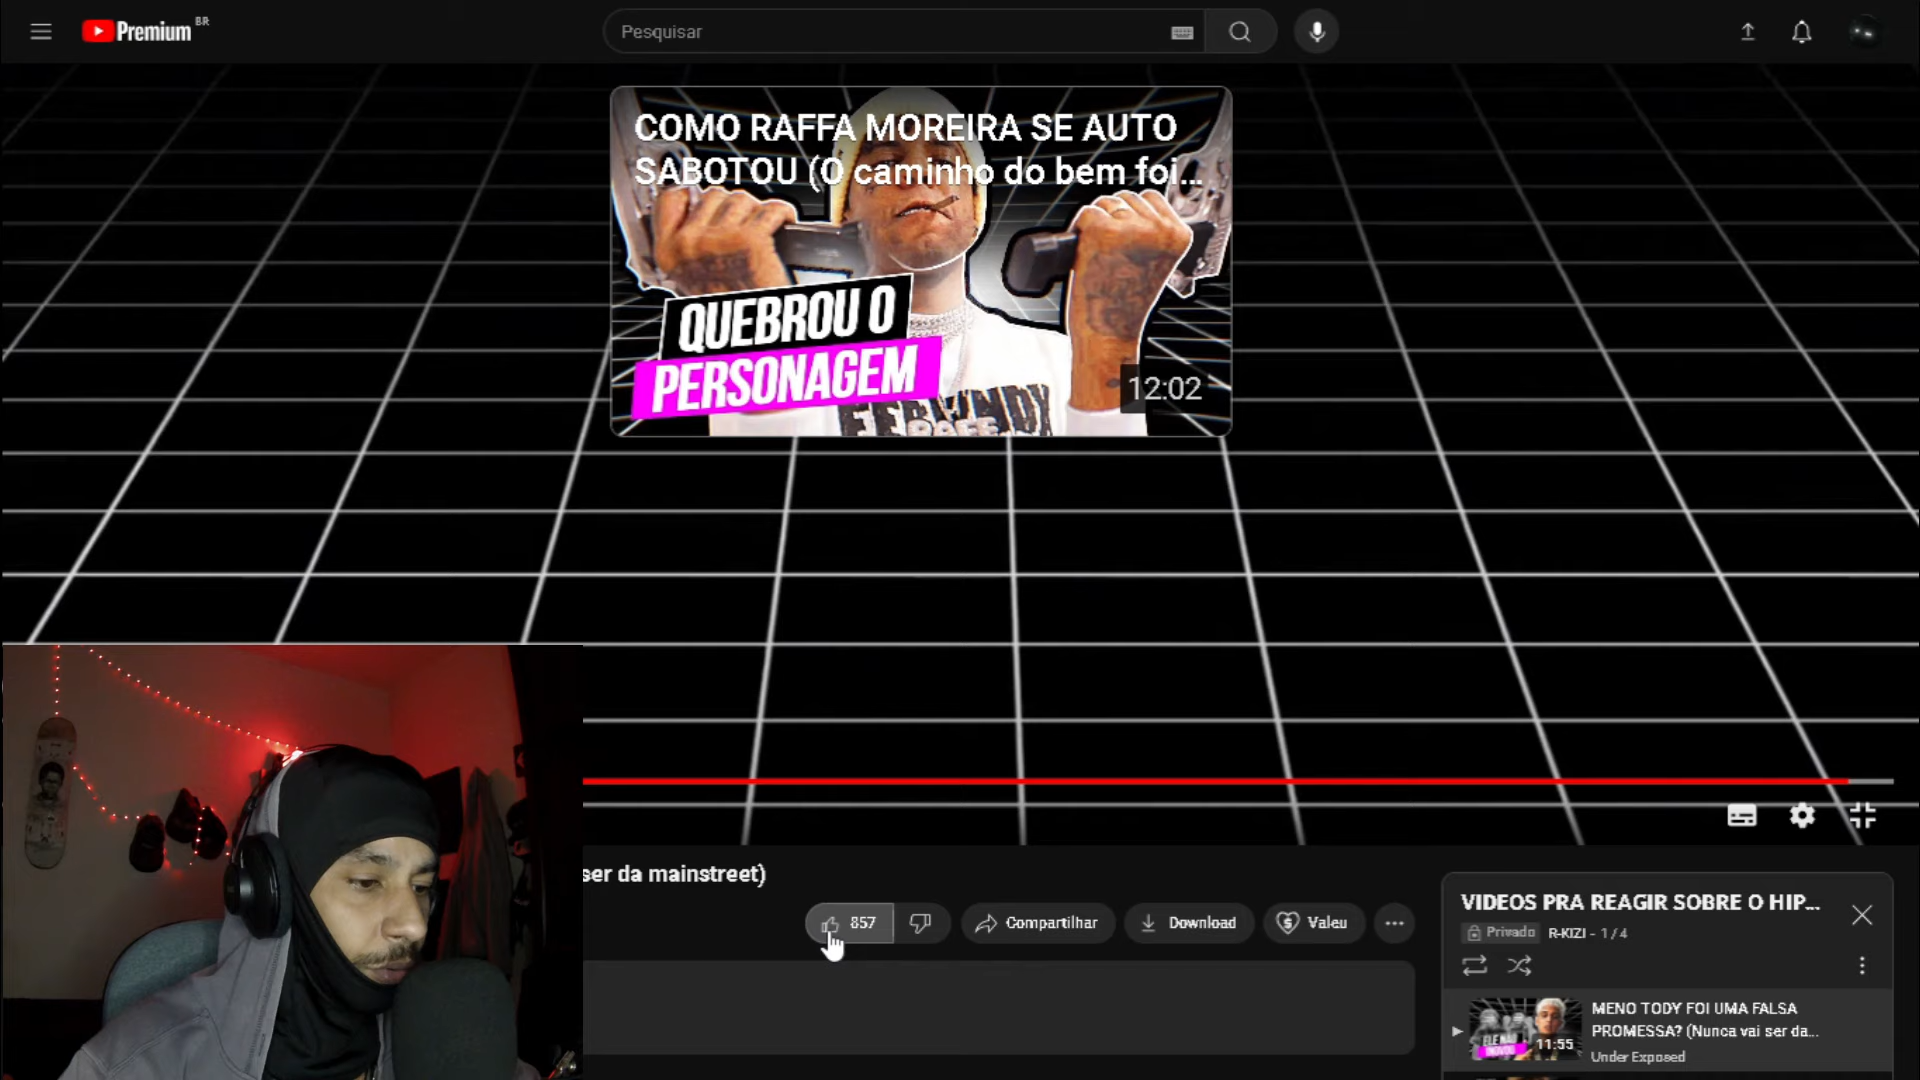 Premium BR
Pesquisar
COMO RAFFA MOREIRA SE AUTO
SABOTOU (O caminho do bem foi...
QUEBROU O
PERSONAGEM
12:02
ser da mainstreet)
857
Compartilhar
Download
Valeu
VIDEOS PRA REAGIR SOBRE O HIP...
Privado R-KIZI - 1/4
MENO TODY FOI UMA FALSA
PROMESSA? (Nunca vai ser da...
11:55
Under Exposed